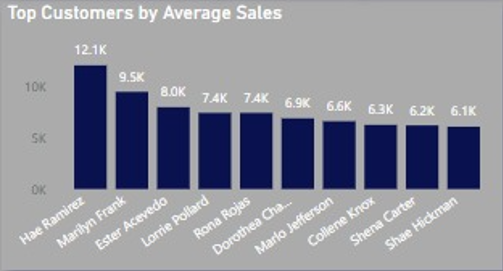 Top Customers by Average Sales
12.1K
9.5K
8.0K
7.4K
7.4K
6.9K
6.6K
6.3K
6.2K
6.1K
10K
5K
0K
Hae Ramirez
Marilyn Frank
Ester Acevedo
Lorrie Pollard
Rona Rojas
Dorothea Cha...
Marlo Jefferson
Collene Knox
Shena Carter
Shae Hickman